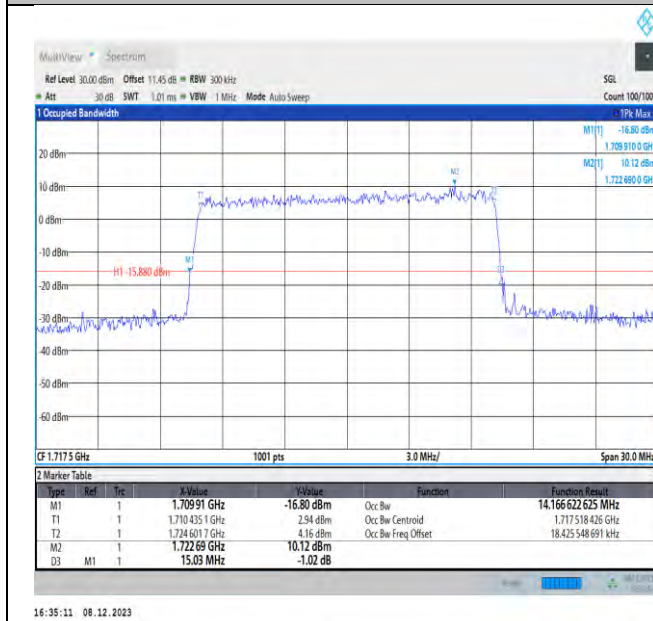 MultiView Spectrum
Ref Level 30.00 dBm Offset 11.45 dB RBW 300 kHz SGL
Att 30 dB SWT 1.01 ms VBW 1 MHz Mode Auto Sweep Count 100/100
1 Occupied Bandwidth 1Pk Max
M1[1] -16.80 dBm
1.709 910 0 GHz
M2[1] 10.12 dBm
1.722 690 0 GHz
20 dBm
M2
10 dBm
T1
0 dBm
-10 dBm
M1
H1 -15.880 dBm
D3
-20 dBm
-30 dBm
-40 dBm
-50 dBm
-60 dBm
CF 1.717 5 GHz 1001 pts 3.0 MHz/ Span 30.0 MHz
2 Marker Table
Type Ref Trc X-Value Y-Value Function Function Result
M1 1 1.709 91 GHz -16.80 dBm Occ Bw 14.166 622 625 MHz
T1 1 1.710 435 1 GHz 2.94 dBm Occ Bw Centroid 1.717 518 426 GHz
T2 1 1.724 601 7 GHz 4.16 dBm Occ Bw Freq Offset 18.425 548 691 kHz
M2 1 1.722 69 GHz 10.12 dBm
D3 M1 1 15.03 MHz -1.02 dB
16:35:11 08.12.2023